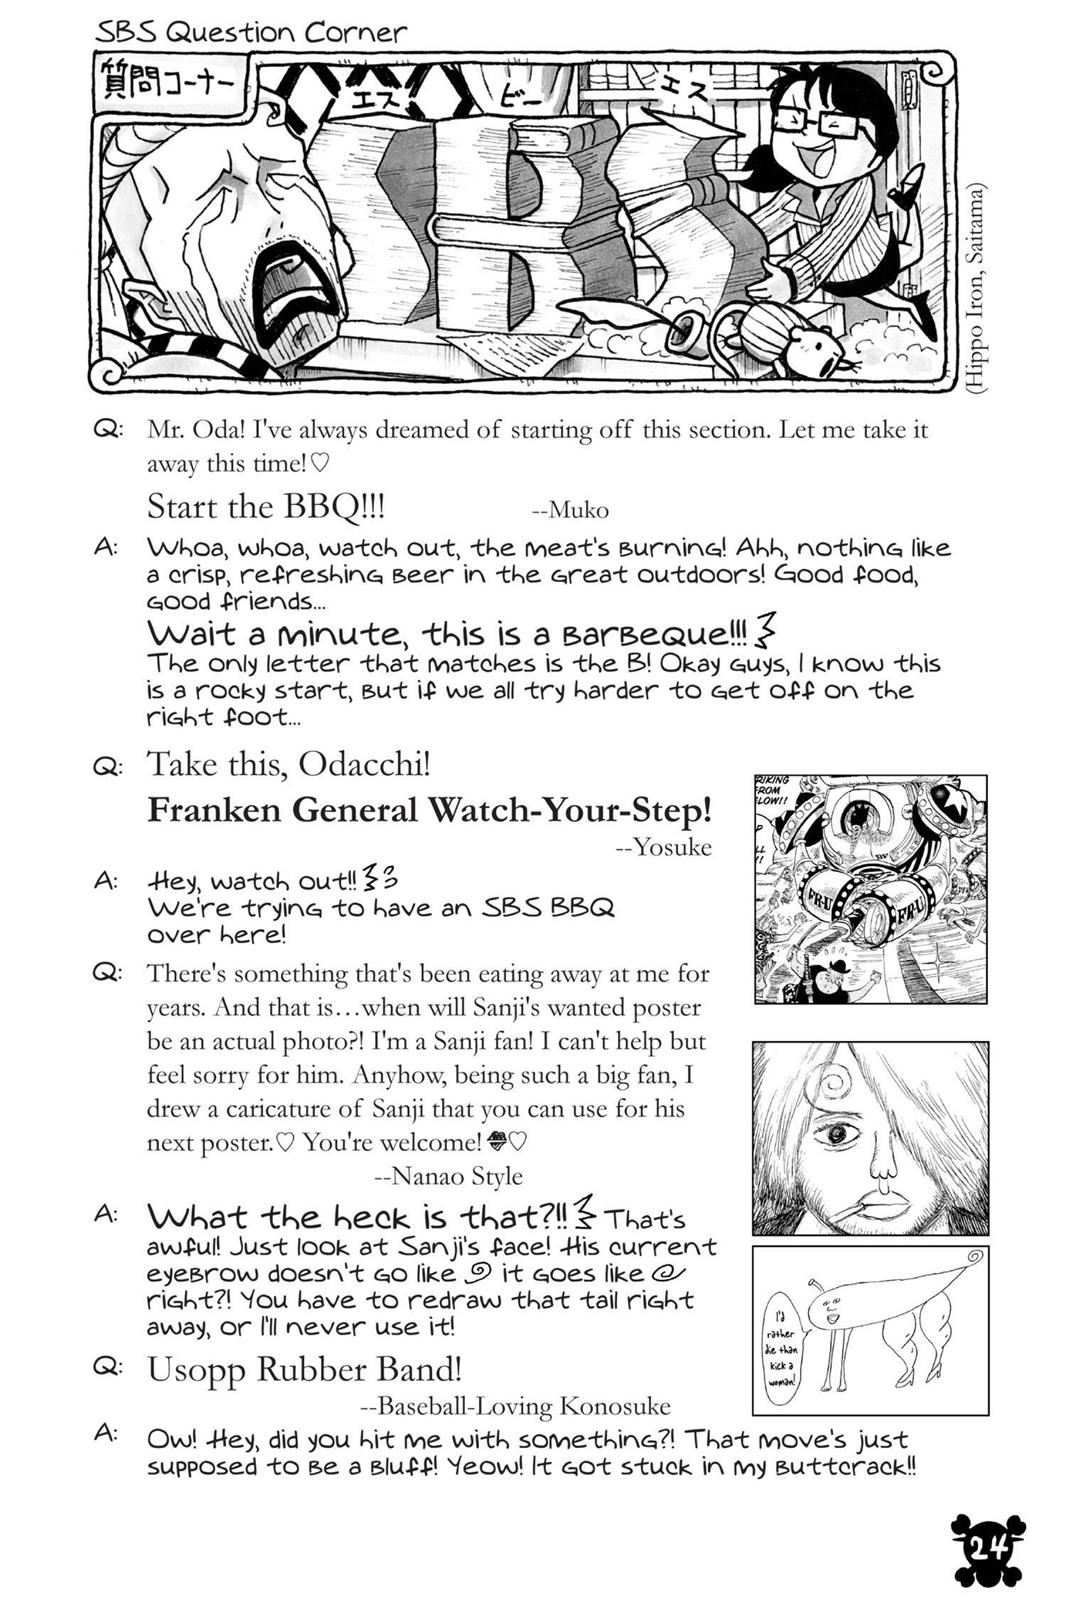 SBS Question Corner
質問コーナー
エス
ビー
エス
SBS
(Hippo Iron, Saitama)
Q: Mr. Oda! I've always dreamed of starting off this section. Let me take it
away this time!♡
Start the BBQ!!! --Muko
A: Whoa, whoa, watch out, the meat's burning! Ahh, nothing like
a crisp, refreshing beer in the great outdoors! Good food,
good friends...
Wait a minute, this is a barbeque!!!
The only letter that matches is the B! Okay guys, I know this
is a rocky start, but if we all try harder to get off on the
right foot...
Q: Take this, Odacchi!
Franken General Watch-Your-Step!
--Yosuke
A: Hey, watch out!!
We're trying to have an SBS BBQ
over here!
RIKING
FROM
ELOW!!
FR-U
FR-U
Q: There's something that's been eating away at me for
years. And that is…when will Sanji's wanted poster
be an actual photo?! I'm a Sanji fan! I can't help but
feel sorry for him. Anyhow, being such a big fan, I
drew a caricature of Sanji that you can use for his
next poster.♡ You're welcome!♡
--Nanao Style
A: What the heck is that?!! That's
awful! Just look at Sanji's face! His current
eyebrow doesn't go like it goes like
right?! You have to redraw that tail right
away, or I'll never use it!
I'd
rather
die than
kick a
woman!
Q: Usopp Rubber Band!
--Baseball-Loving Konosuke
A: Ow! Hey, did you hit me with something?! That move's just
supposed to be a bluff! Yeow! It got stuck in my buttcrack!!
24